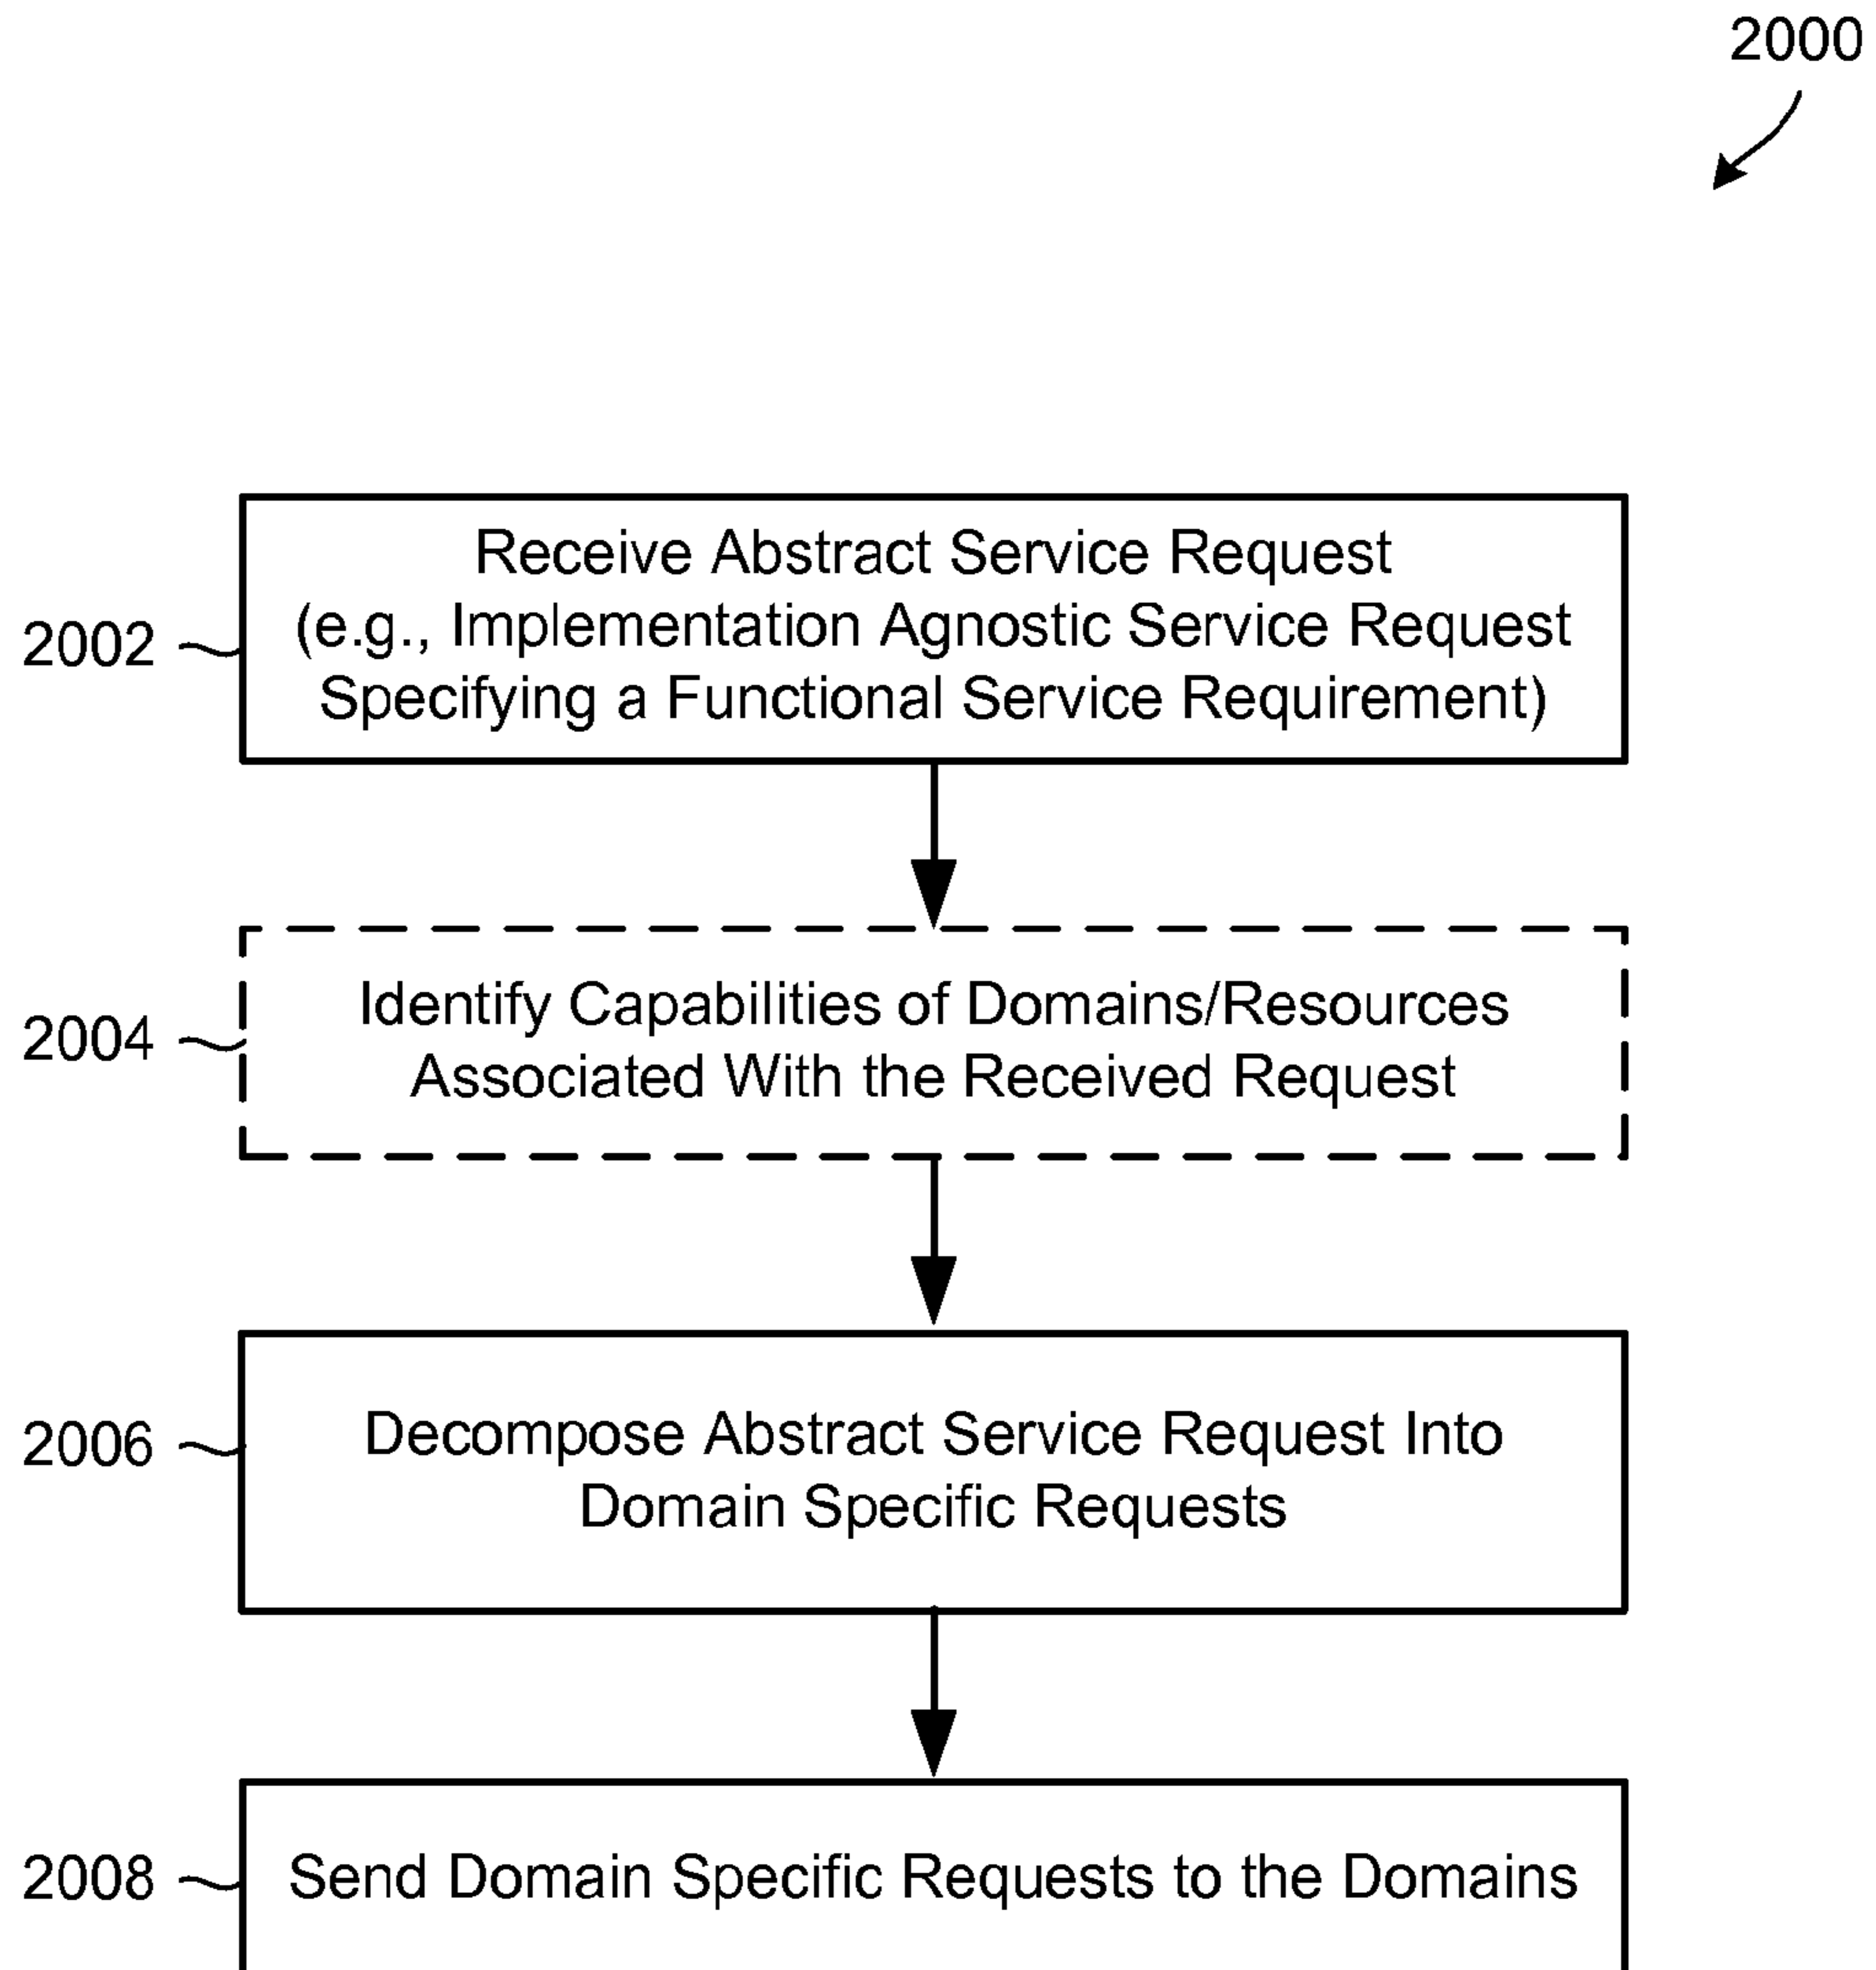 2000
Receive Abstract Service Request
(e.g., Implementation Agnostic Service Request
Specifying a Functional Service Requirement)
2002
Identify Capabilities of Domains/Resources
Associated With the Received Request
2004
Decompose Abstract Service Request Into
Domain Specific Requests
2006
Send Domain Specific Requests to the Domains
2008